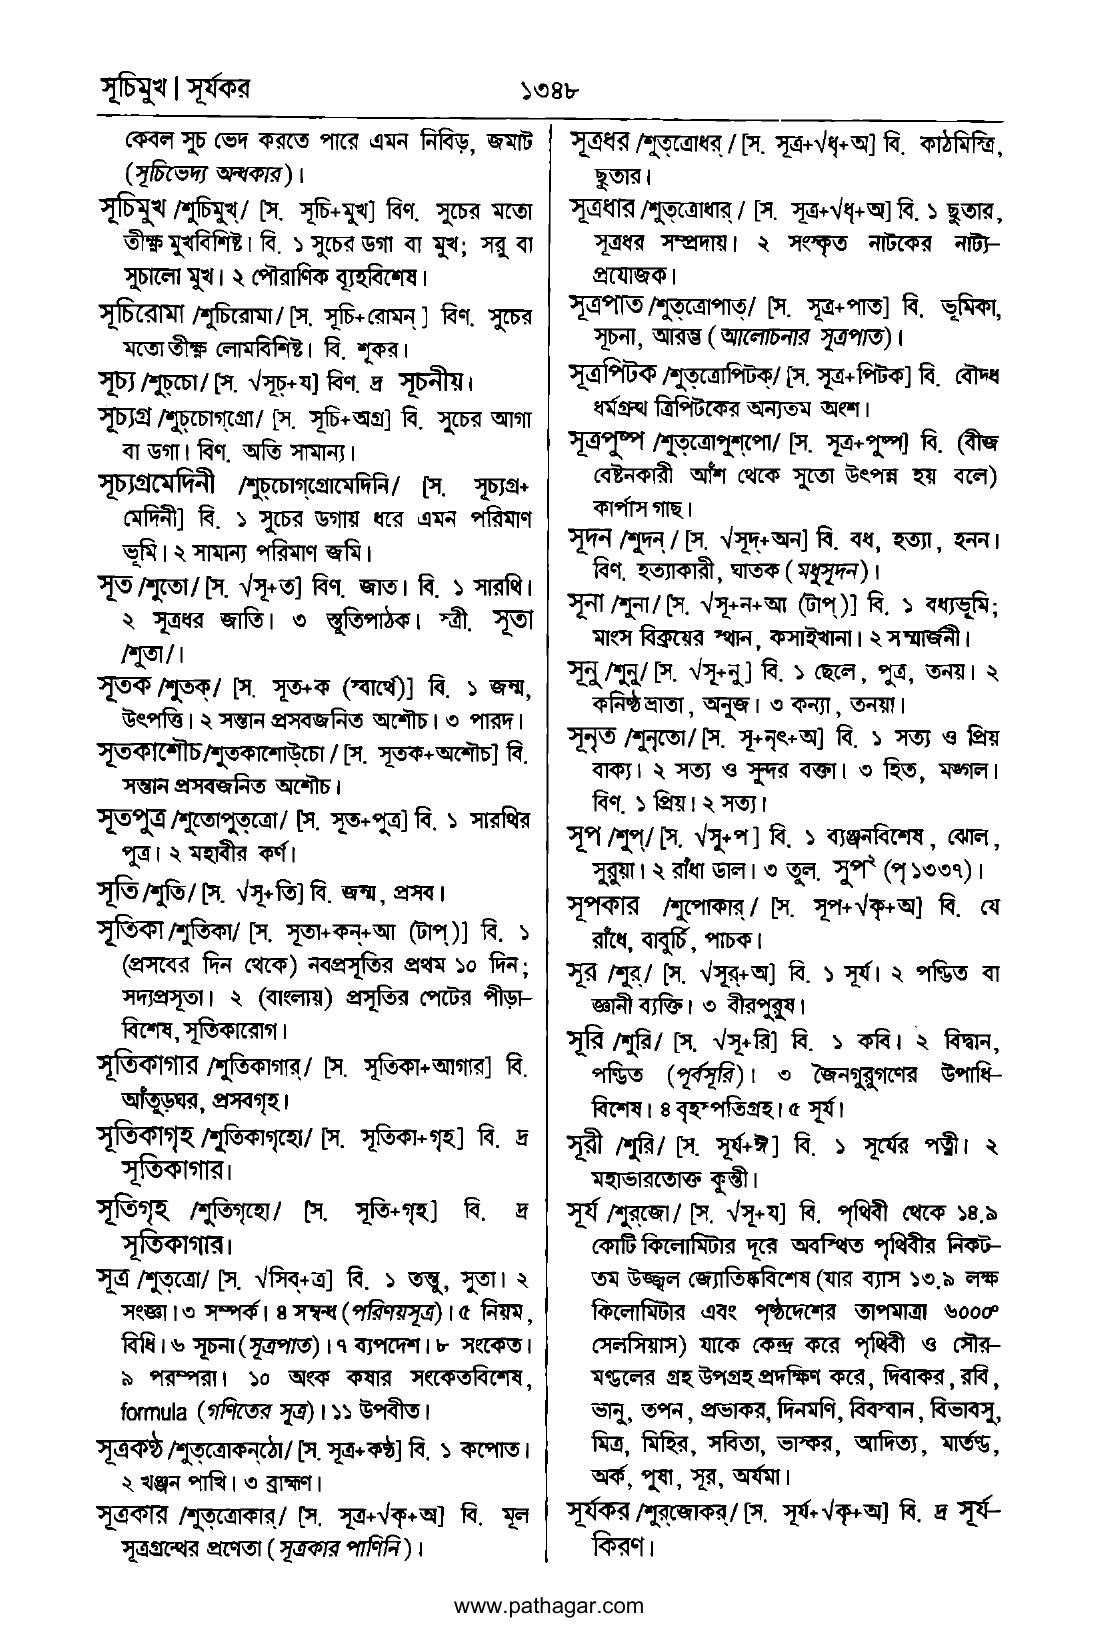 সূচিমুখ | সূর্যকর
১৩৪৮
কেবল সুচ ভেদ করতে পারে এমন নিবিড়, জমাট
(সূচিভেদ্য অন্ধকার)।
সূচিমুখ /শুচিমুখ্/ [স. সূচি+মুখ] বিণ. সুচের মতো
তীক্ষ্ণ মুখবিশিষ্ট। বি. ১ সুচের ডগা বা মুখ; সরু বা
সুচালো মুখ। ২ পৌরাণিক ব্যূহবিশেষ।
সূচিরোমা /শুচিরোমা/ [স. সূচি+রোমন্] বিণ. সুচের
মতো তীক্ষ্ণ লোমবিশিষ্ট। বি. শূকর।
সূচ্য /শুচ্চো/ [স. √সূচ্+য] বিণ. দ্র সূচনীয়।
সূচ্যগ্র /শুচ্চোগ্গ্রো/ [স. সূচি+অগ্র] বি. সুচের আগা
বা ডগা। বিণ. অতি সামান্য।
সূচ্যগ্রমেদিনী /শুচ্চোগ্গ্রোমেদিনি/ [স. সূচ্যগ্র+
মেদিনী] বি. ১ সুচের ডগায় ধরে এমন পরিমাণ
ভূমি। ২ সামান্য পরিমাণ জমি।
সূত /শুতো/ [স. √সূ+ত] বিণ. জাত। বি. ১ সারথি।
২ সূত্রধর জাতি। ৩ স্তুতিপাঠক। স্ত্রী. সূতা
/শুতা/।
সূতক /শুতক্/ [স. সূত+ক (স্বার্থে)] বি. ১ জন্ম,
উৎপত্তি। ২ সন্তান প্রসবজনিত অশৌচ। ৩ পারদ।
সূতকাশৌচ /শুতকাশোউ্চো/ [স. সূতক+অশৌচ] বি.
সন্তান প্রসবজনিত অশৌচ।
সূতপুত্র /শুতোপুত্ত্রো/ [স. সূত+পুত্র] বি. ১ সারথির
পুত্র। ২ মহাবীর কর্ণ।
সূতি /শুতি/ [স. √সূ+তি] বি. জন্ম, প্রসব।
সূতিকা /শুতিকা/ [স. সূতা+কন্+আ (টাপ্)] বি. ১
(প্রসবের দিন থেকে) নবপ্রসূতির প্রথম ১০ দিন;
সদ্যপ্রসূতা। ২ (বাংলায়) প্রসূতির পেটের পীড়া–
বিশেষ, সূতিকারোগ।
সূতিকাগার /শুতিকাগার্/ [স. সূতিকা+আগার] বি.
আঁতুড়ঘর, প্রসবগৃহ।
সূতিকাগৃহ /শুতিকাগৃহো/ [স. সূতিকা+গৃহ] বি. দ্র
সূতিকাগার।
সূতিগৃহ /শুতিগৃহো/ [স. সূতি+গৃহ] বি. দ্র
সূতিকাগার।
সূত্র /শুত্ত্রো/ [স. √সিব্+ত্র] বি. ১ তন্তু, সুতা। ২
সংজ্ঞা। ৩ সম্পর্ক। ৪ সম্বন্ধ (পরিণয়সূত্র)। ৫ নিয়ম,
বিধি। ৬ সূচনা (সূত্রপাত)। ৭ ব্যপদেশ। ৮ সংকেত।
৯ পরম্পরা। ১০ অংক কষার সংকেতবিশেষ,
formula (গণিতের সূত্র)। ১১ উপবীত।
সূত্রকণ্ঠ /শুত্ত্রোকন্ঠো/ [স. সূত্র+কণ্ঠ] বি. ১ কপোত।
২ খঞ্জন পাখি। ৩ ব্রাহ্মণ।
সূত্রকার /শুত্ত্রোকার্/ [স. সূত্র+√কৃ+অ] বি. মূল
সূত্রগ্রন্থের প্রণেতা (সূত্রকার পাণিনি)।
সূত্রধর /শুত্ত্রোধর্/ [স. সূত্র+√ধৃ+অ] বি. কাঠমিস্ত্রি,
ছুতার।
সূত্রধার /শুত্ত্রোধার্/ [স. সূত্র+√ধৃ+অ] বি. ১ ছুতার,
সূত্রধর সম্প্রদায়। ২ সংস্কৃত নাটকের নাট্য–
প্রযোজক।
সূত্রপাত /শুত্ত্রোপাত্/ [স. সূত্র+পাত] বি. ভূমিকা,
সূচনা, আরম্ভ (আলোচনার সূত্রপাত)।
সূত্রপিটক /শুত্ত্রোপিটক্/ [স. সূত্র+পিটক] বি. বৌদ্ধ
ধর্মগ্রন্থ ত্রিপিটকের অন্যতম অংশ।
সূত্রপুষ্প /শুত্ত্রোপুশ্পো/ [স. সূত্র+পুষ্প] বি. (বীজ
বেষ্টনকারী আঁশ থেকে সুতো উৎপন্ন হয় বলে)
কার্পাস গাছ।
সূদন /শুদন্/ [স. √সূদ্+অন] বি. বধ, হত্যা, হনন।
বিণ. হত্যাকারী, ঘাতক (মধুসূদন)।
সূনা /শুনা/ [স. √সূ+ন+আ (টাপ্)] বি. ১ বধ্যভূমি;
মাংস বিক্রয়ের স্থান, কসাইখানা। ২ সম্মার্জনী।
সূনু /শুনু/ [স. √সূ+নু] বি. ১ ছেলে, পুত্র, তনয়। ২
কনিষ্ঠ ভ্রাতা, অনুজ। ৩ কন্যা, তনয়া।
সূনৃত /শুনৃতো/ [স. সূ+নৃৎ+অ] বি. ১ সত্য ও প্রিয়
বাক্য। ২ সত্য ও সুন্দর বক্তা। ৩ হিত, মঙ্গল।
বিণ. ১ প্রিয়। ২ সত্য।
সূপ /শুপ্/ [স. √সু+প] বি. ১ ব্যঞ্জনবিশেষ, ঝোল,
সুরুয়া। ২ রাঁধা ডাল। ৩ তুল. সুপ২ (পৃ ১৩৩৭)।
সূপকার /শুপোকার্/ [স. সূপ+√কৃ+অ] বি. যে
রাঁধে, বাবুর্চি, পাচক।
সূর /শুর্/ [স. √সূর্+অ] বি. ১ সূর্য। ২ পণ্ডিত বা
জ্ঞানী ব্যক্তি। ৩ বীরপুরুষ।
সূরি /শুরি/ [স. √সূ+রি] বি. ১ কবি। ২ বিদ্বান,
পণ্ডিত (পূর্বসূরি)। ৩ জৈনগুরুগণের উপাধি–
বিশেষ। ৪ বৃহস্পতিগ্রহ। ৫ সূর্য।
সূরী /শুরি/ [স. সূর্য+ঈ] বি. ১ সূর্যের পত্নী। ২
মহাভারতোক্ত কুন্তী।
সূর্য /শুর্জো/ [স. √সূ+য] বি. পৃথিবী থেকে ১৪.৯
কোটি কিলোমিটার দূরে অবস্থিত পৃথিবীর নিকট–
তম উজ্জ্বল জ্যোতিষ্কবিশেষ (যার ব্যাস ১৩.৯ লক্ষ
কিলোমিটার এবং পৃষ্ঠদেশের তাপমাত্রা ৬০০০°
সেলসিয়াস) যাকে কেন্দ্র করে পৃথিবী ও সৌর–
মণ্ডলের গ্রহ উপগ্রহ প্রদক্ষিণ করে, দিবাকর, রবি,
ভানু, তপন, প্রভাকর, দিনমণি, বিবস্বান, বিভাবসু,
মিত্র, মিহির, সবিতা, ভাস্কর, আদিত্য, মার্তণ্ড,
অর্ক, পুষা, সূর, অর্যমা।
সূর্যকর /শুর্জোকর্/ [স. সূর্য+√কৃ+অ] বি. দ্র সূর্য–
কিরণ।
www.pathagar.com